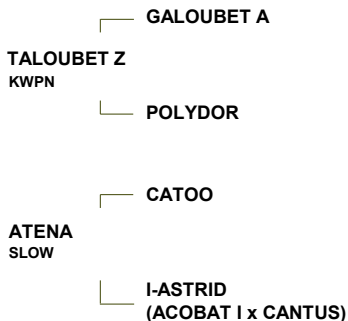 GALOUBET A
TALOUBET Z
KWPN
POLYDOR
CATOO
ATENA
SLOW
I-ASTRID
(ACOBAT I x CANTUS)